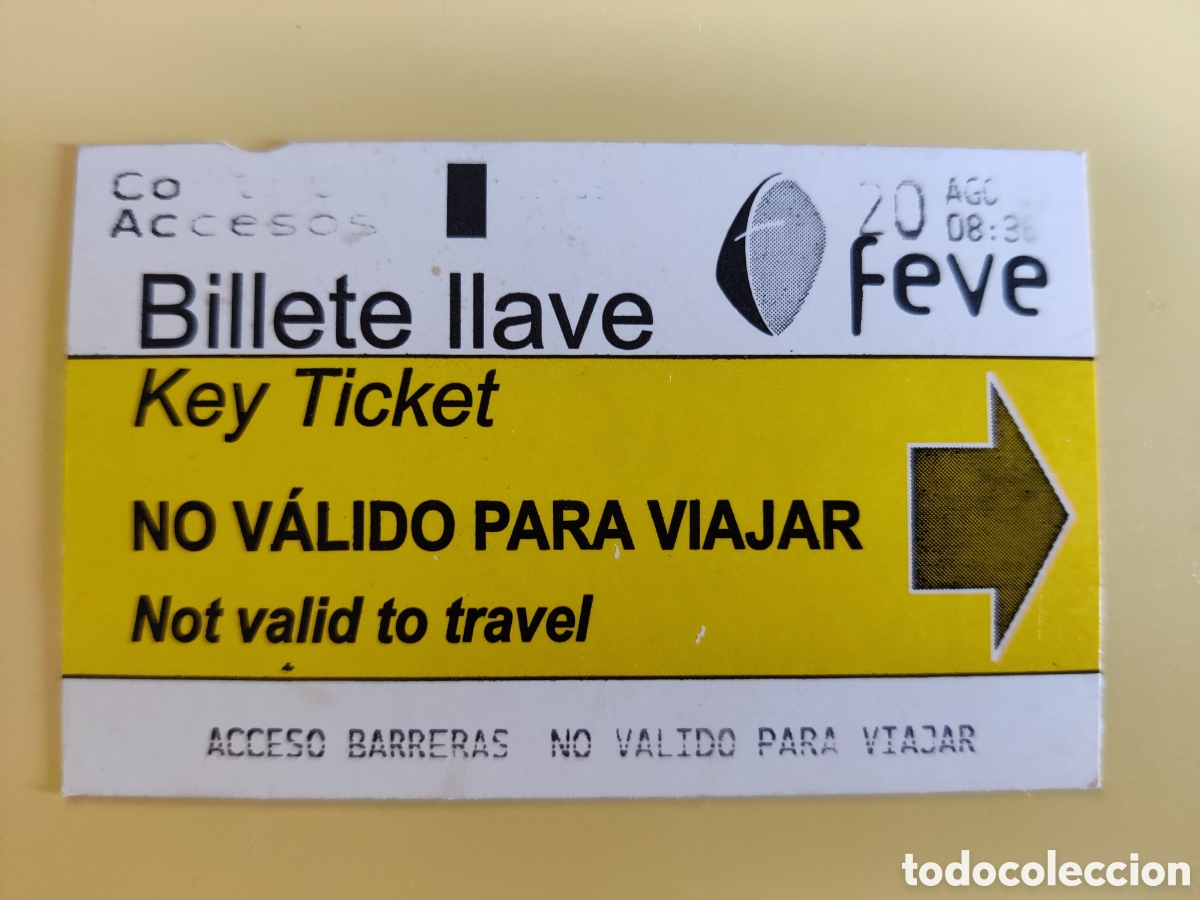 Co
Accesos
20 AGO
08:36
feve
Billete llave
Key Ticket
NO VÁLIDO PARA VIAJAR
Not valid to travel
ACCESO BARRERAS NO VALIDO PARA VIAJAR
todocoleccion